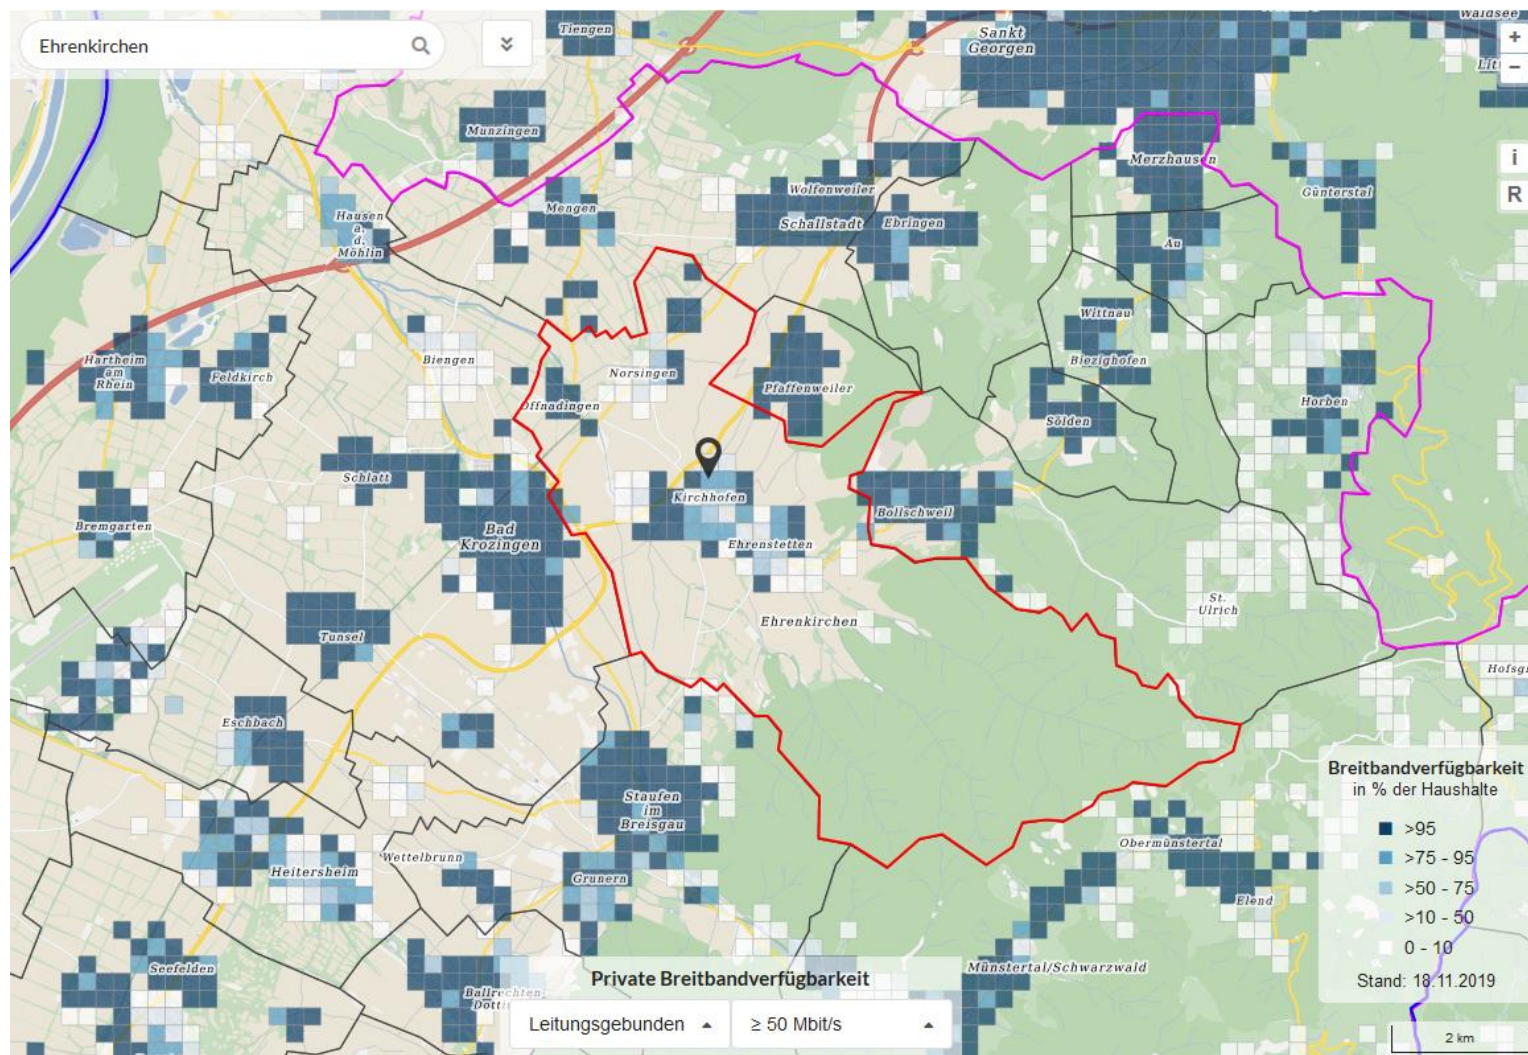 Ehrenkirchen
Tiengen
Sankt
Georgen
Waldsee
+
−
Munzingen
Merzhausen
i
R
Günterstal
Wolfenweiler
Schallstadt
Ebringen
Mengen
Hausen
a.
d.
Möhlin
Au
Wittnau
Biezighofen
Hartheim
am
Rhein
Feldkirch
Biengen
Norsingen
Pfaffenweiler
Offnadingen
Sölden
Horben
Schlatt
Kirchhofen
Bollschweil
Bremgarten
Bad
Krozingen
Ehrenstetten
St.
Ulrich
Ehrenkirchen
Tunsel
Hofsgr
Eschbach
Staufen
im
Breisgau
Wettelbrunn
Heitersheim
Grunern
Obermünstertal
Elend
Seefelden
Münstertal/Schwarzwald
Ballrechten-
Dotti
Breitbandverfügbarkeit
in % der Haushalte
>95
>75 - 95
>50 - 75
>10 - 50
0 - 10
Stand: 18.11.2019
Private Breitbandverfügbarkeit
Leitungsgebunden
≥ 50 Mbit/s
2 km